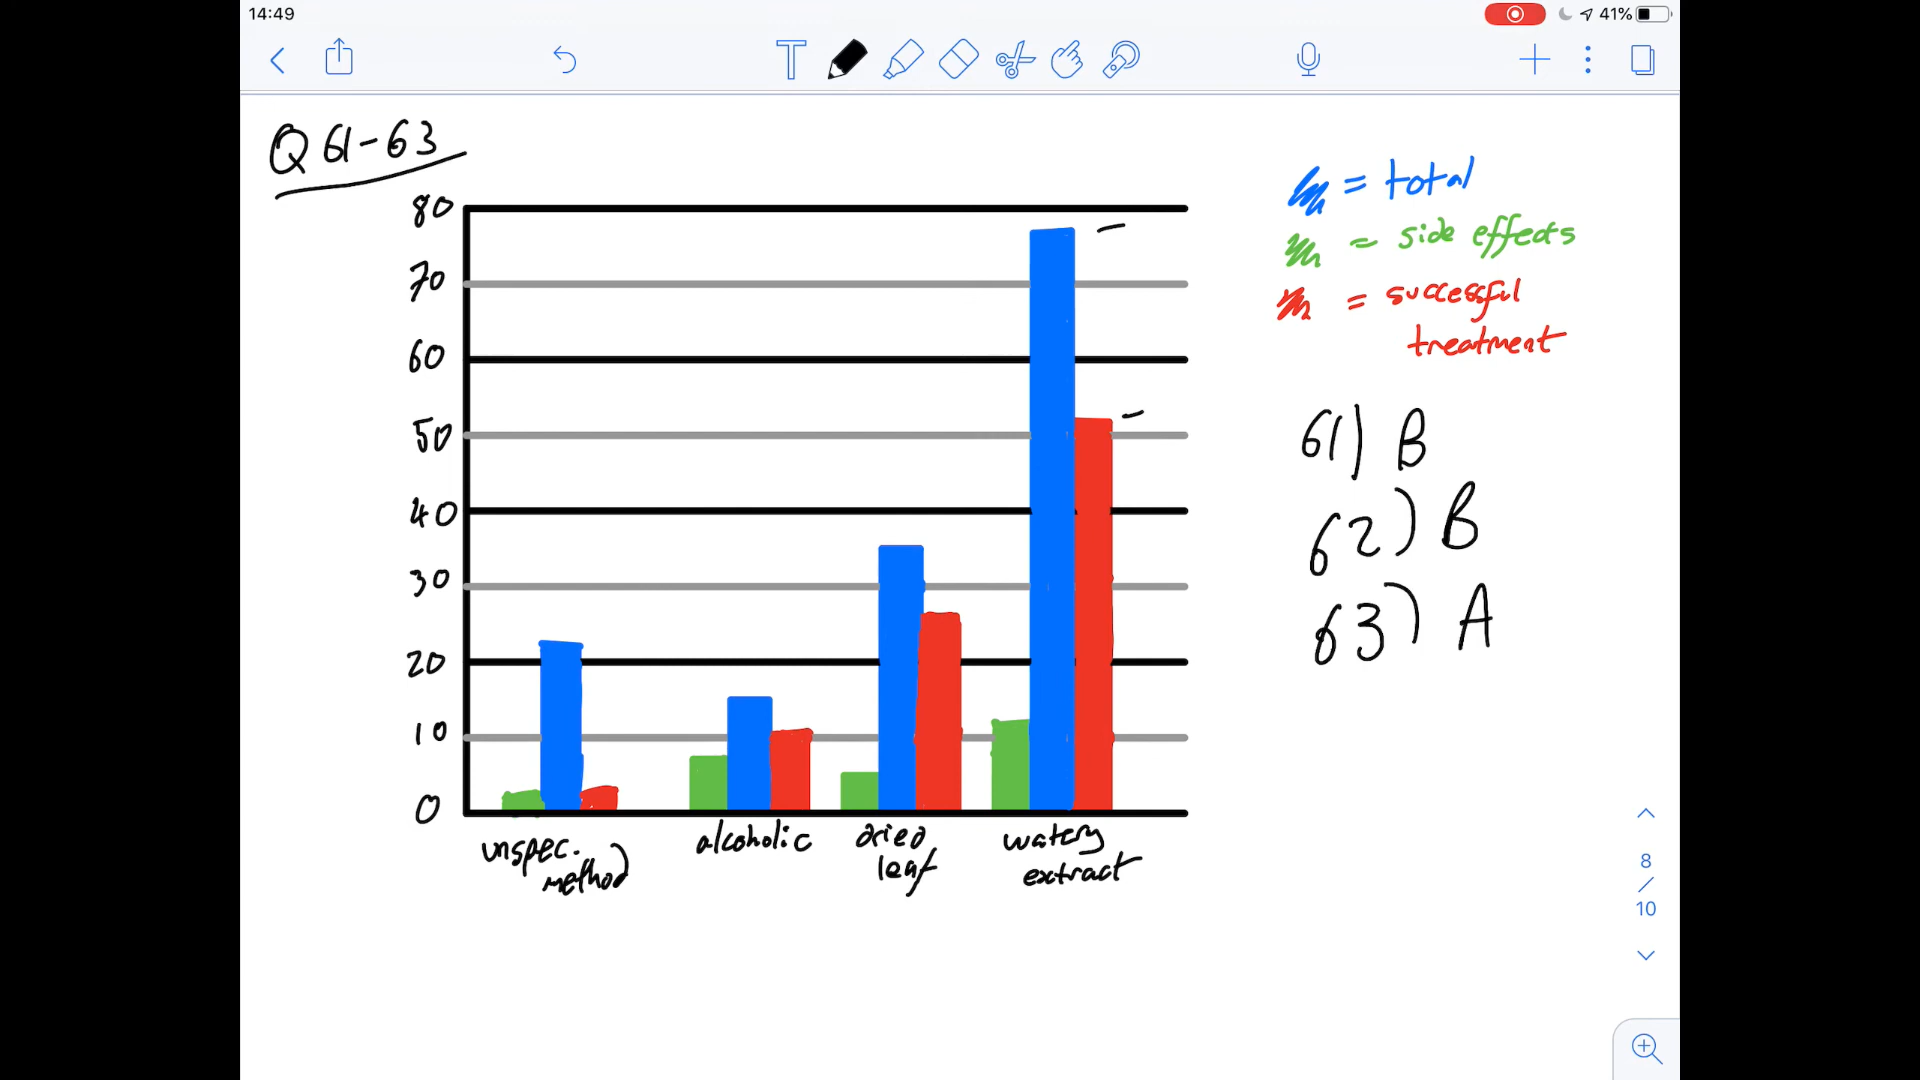 14:49
41%
T
Q 61-63
80
70
60
50
40
30
20
10
0
unspec. method
alcoholic
dried leaf
watery extract
= total
= side effects
= successful
treatment
61) B
62) B
63) A
8
/
10